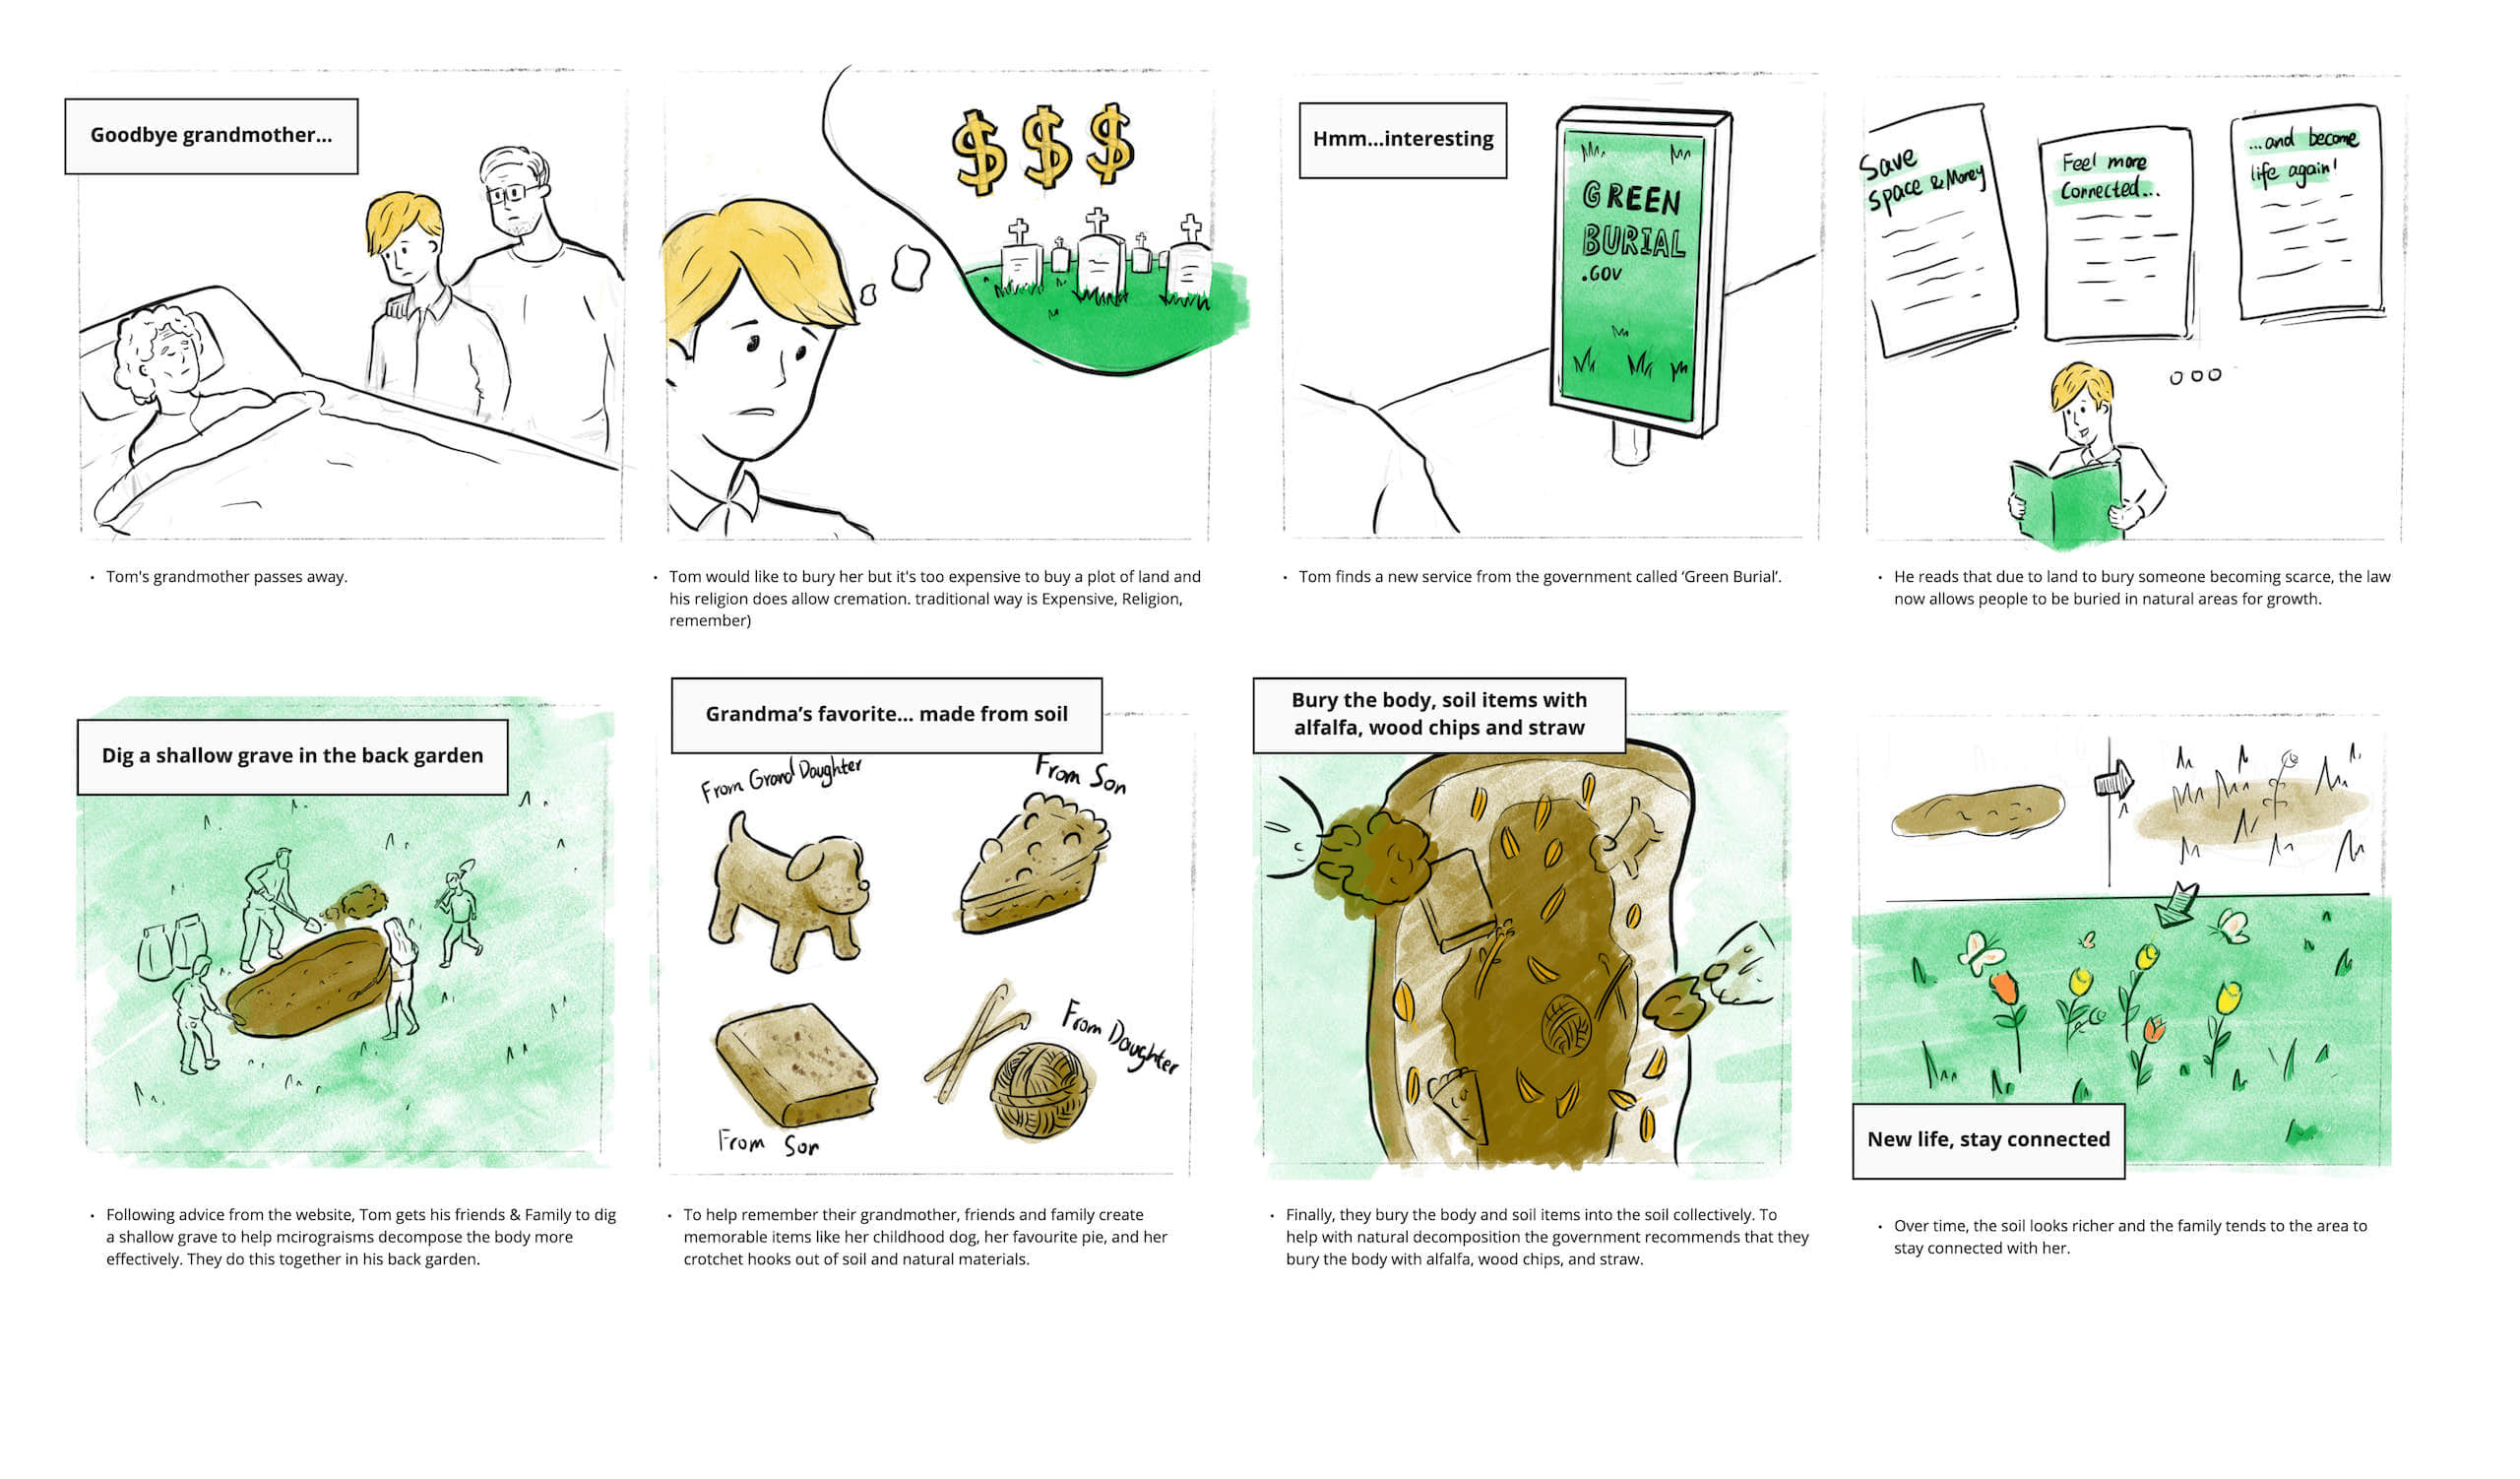 Goodbye grandmother...
• Tom's grandmother passes away.
$ $ $
• Tom would like to bury her but it's too expensive to buy a plot of land and
his religion does allow cremation. traditional way is Expensive, Religion,
remember)
Hmm...interesting
GREEN
BURIAL
.GOV
• Tom finds a new service from the government called ‘Green Burial’.
Save
Space & Money
Feel more
Connected...
...and become
life again!
• He reads that due to land to bury someone becoming scarce, the law
now allows people to be buried in natural areas for growth.
Dig a shallow grave in the back garden
• Following advice from the website, Tom gets his friends & Family to dig
a shallow grave to help mcirograisms decompose the body more
effectively. They do this together in his back garden.
Grandma’s favorite... made from soil
From Grand Daughter
From Son
From Son
From Daughter
• To help remember their grandmother, friends and family create
memorable items like her childhood dog, her favourite pie, and her
crotchet hooks out of soil and natural materials.
Bury the body, soil items with
alfalfa, wood chips and straw
• Finally, they bury the body and soil items into the soil collectively. To
help with natural decomposition the government recommends that they
bury the body with alfalfa, wood chips, and straw.
New life, stay connected
• Over time, the soil looks richer and the family tends to the area to
stay connected with her.